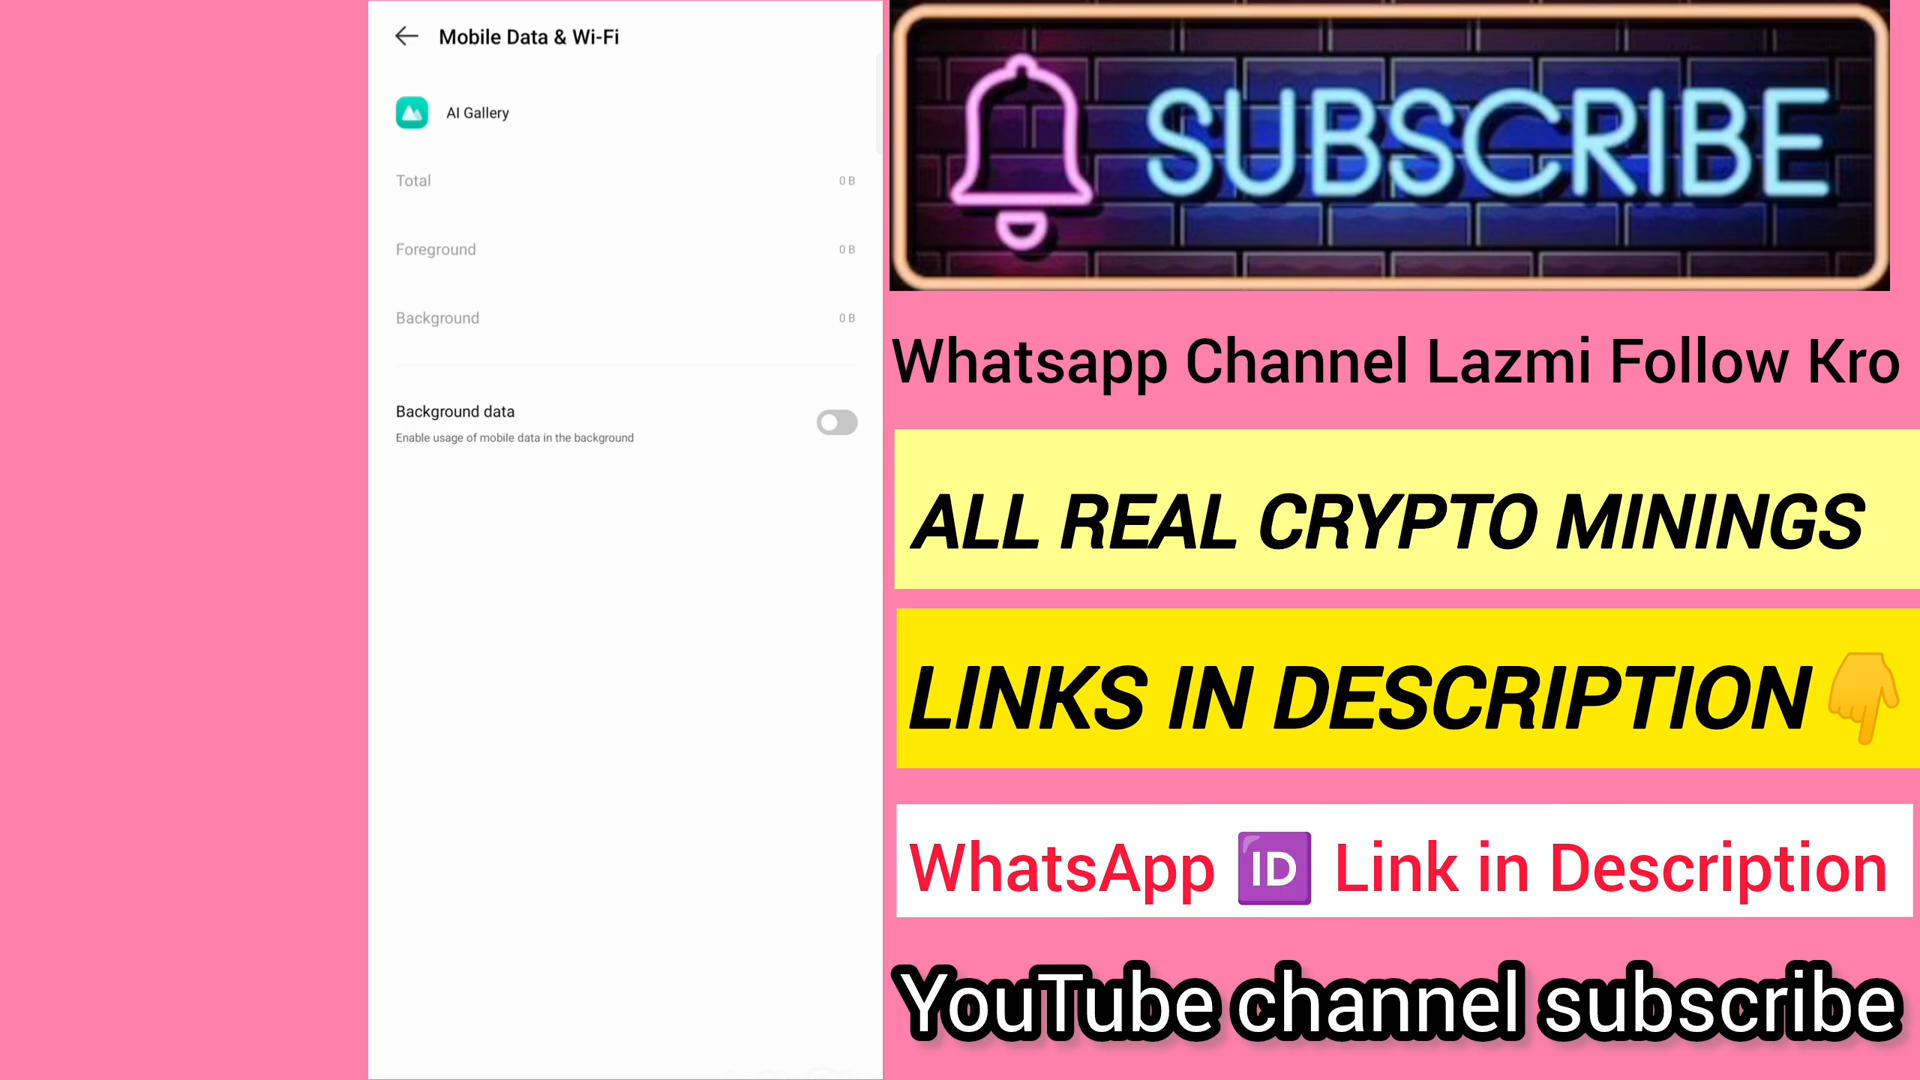 Mobile Data & Wi-Fi
AI Gallery
Total 0 B
Foreground 0 B
Background 0 B
Background data
Enable usage of mobile data in the background
SUBSCRIBE
Whatsapp Channel Lazmi Follow Kro
ALL REAL CRYPTO MININGS
LINKS IN DESCRIPTION👇
WhatsApp 🆔 Link in Description
YouTube channel subscribe